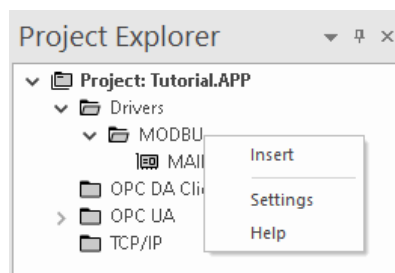 Project Explorer
Project: Tutorial.APP
Drivers
MODBU
MAI
OPC DA Cli
OPC UA
TCP/IP
Insert
Settings
Help